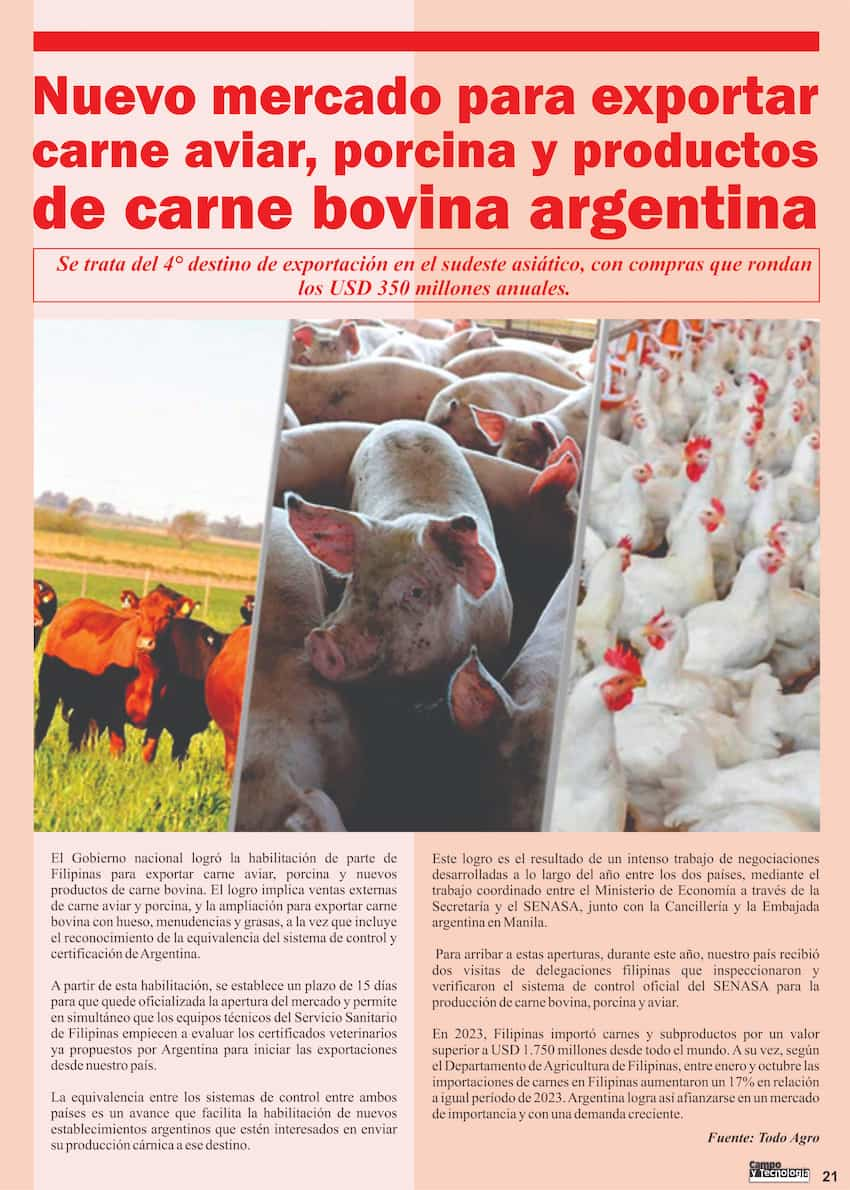 Nuevo mercado para exportar
carne aviar, porcina y productos
de carne bovina argentina
Se trata del 4° destino de exportación en el sudeste asiático, con compras que rondan
los USD 350 millones anuales.
El Gobierno nacional logró la habilitación de parte de
Filipinas para exportar carne aviar, porcina y nuevos
productos de carne bovina. El logro implica ventas externas
de carne aviar y porcina, y la ampliación para exportar carne
bovina con hueso, menudencias y grasas, a la vez que incluye
el reconocimiento de la equivalencia del sistema de control y
certificación de Argentina.
A partir de esta habilitación, se establece un plazo de 15 días
para que quede oficializada la apertura del mercado y permite
en simultáneo que los equipos técnicos del Servicio Sanitario
de Filipinas empiecen a evaluar los certificados veterinarios
ya propuestos por Argentina para iniciar las exportaciones
desde nuestro país.
La equivalencia entre los sistemas de control entre ambos
países es un avance que facilita la habilitación de nuevos
establecimientos argentinos que estén interesados en enviar
su producción cárnica a ese destino.
Este logro es el resultado de un intenso trabajo de negociaciones
desarrolladas a lo largo del año entre los dos países, mediante el
trabajo coordinado entre el Ministerio de Economía a través de la
Secretaría y el SENASA, junto con la Cancillería y la Embajada
argentina en Manila.
Para arribar a estas aperturas, durante este año, nuestro país recibió
dos visitas de delegaciones filipinas que inspeccionaron y
verificaron el sistema de control oficial del SENASA para la
producción de carne bovina, porcina y aviar.
En 2023, Filipinas importó carnes y subproductos por un valor
superior a USD 1.750 millones desde todo el mundo. A su vez, según
el Departamento de Agricultura de Filipinas, entre enero y octubre las
importaciones de carnes en Filipinas aumentaron un 17% en relación
a igual período de 2023. Argentina logra así afianzarse en un mercado
de importancia y con una demanda creciente.
Fuente: Todo Agro
Campo
y Tecnología
21